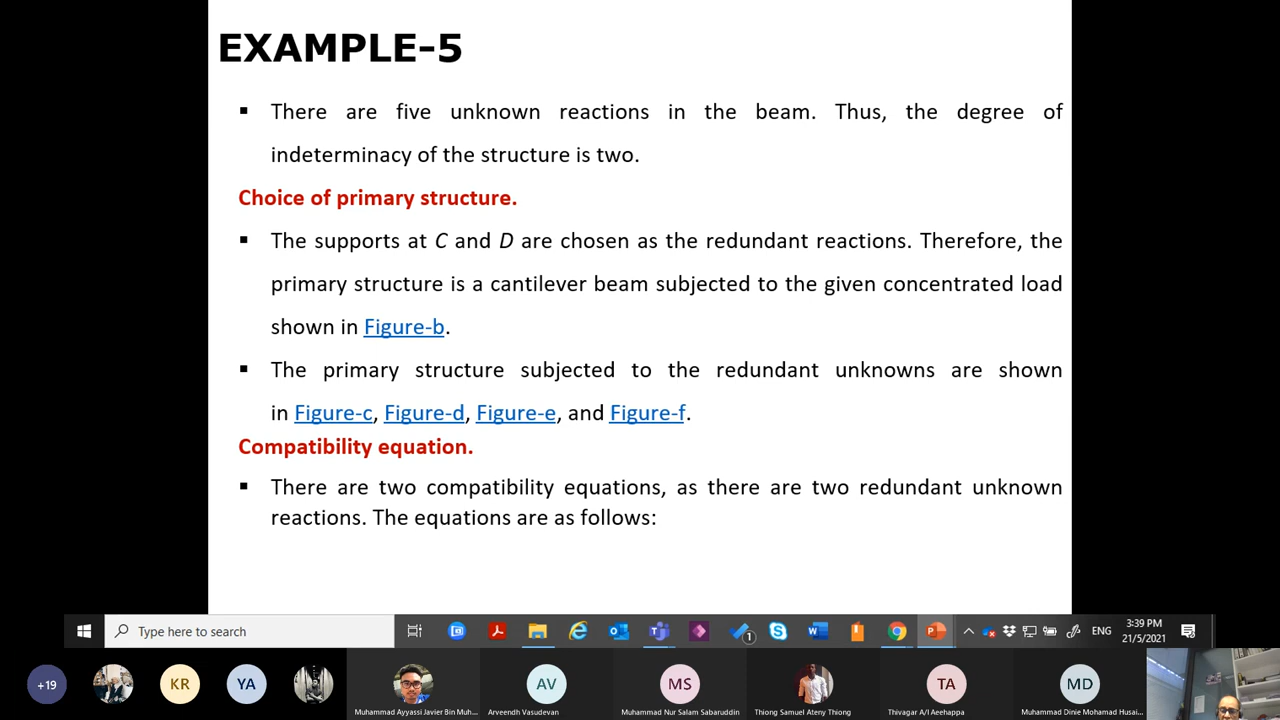 EXAMPLE-5
▪ There are five unknown reactions in the beam. Thus, the degree of
indeterminacy of the structure is two.
Choice of primary structure.
▪ The supports at C and D are chosen as the redundant reactions. Therefore, the
primary structure is a cantilever beam subjected to the given concentrated load
shown in Figure-b.
▪ The primary structure subjected to the redundant unknowns are shown
in Figure-c, Figure-d, Figure-e, and Figure-f.
Compatibility equation.
▪ There are two compatibility equations, as there are two redundant unknown
reactions. The equations are as follows:
Type here to search
1
ENG
3:39 PM
21/5/2021
+19
KR
YA
AV
MS
TA
MD
Muhammad Ayyassi Javier Bin Muh...
Arveendh Vasudevan
Muhammad Nur Salam Sabaruddin
Thiong Samuel Ateny Thiong
Thivagar A/l Aeehappa
Muhammad Dinie Mohamad Husai...